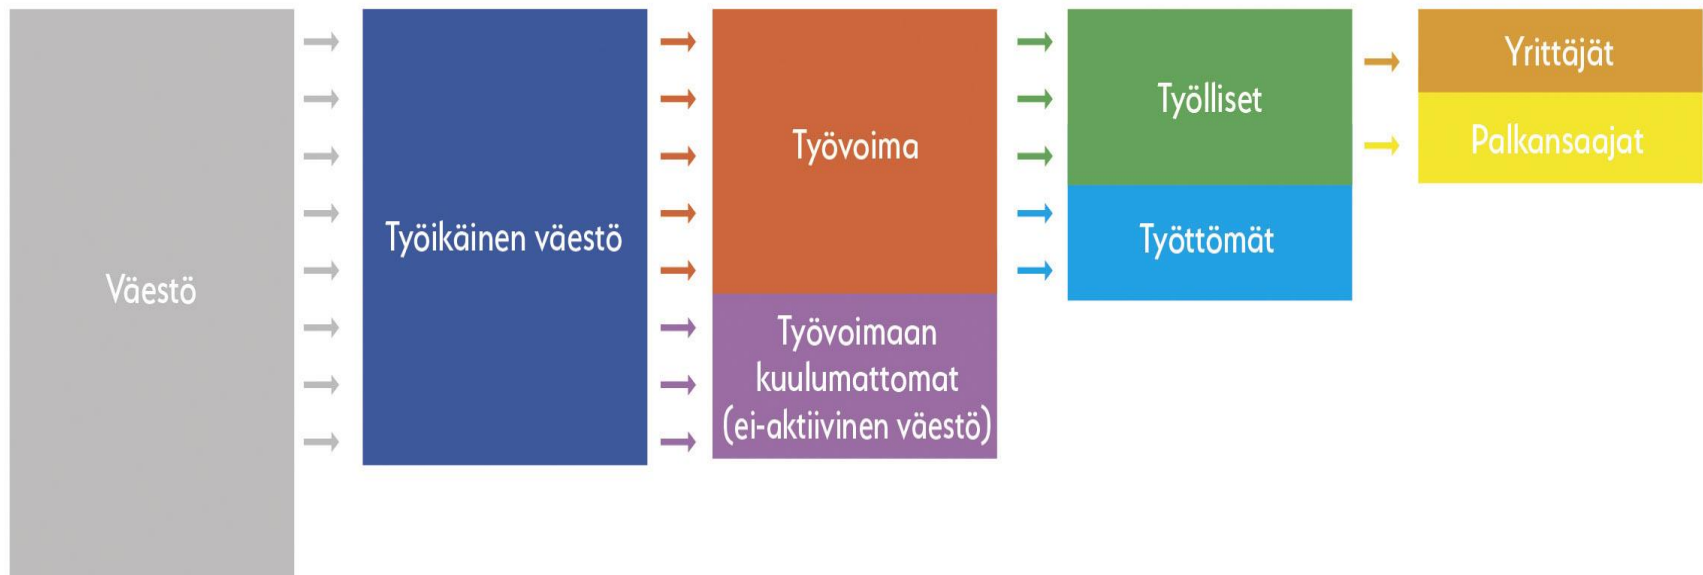 Väestö
Työikäinen väestö
Työvoima
Työvoimaan
kuulumattomat
(ei-aktiivinen väestö)
Työlliset
Työttömät
Yrittäjät
Palkansaajat